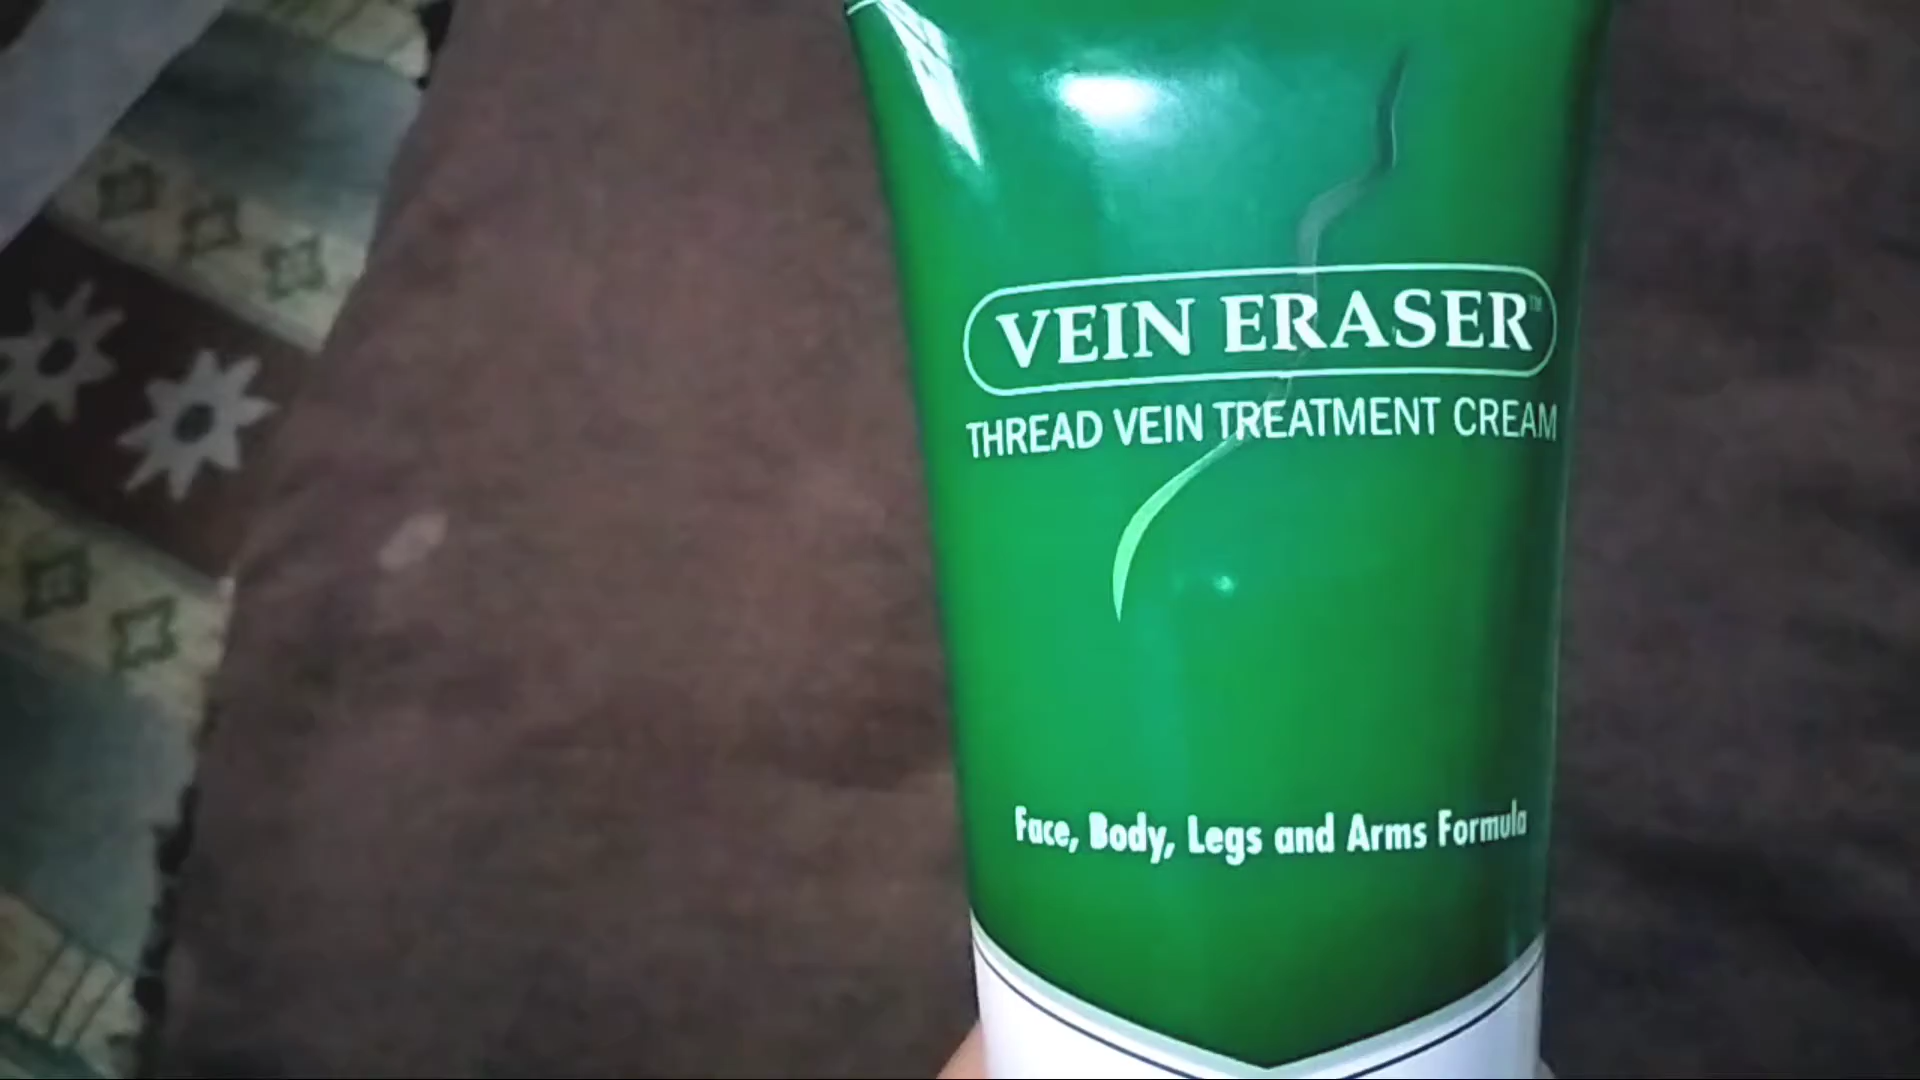 VEIN ERASER™
THREAD VEIN TREATMENT CREAM
Face, Body, Legs and Arms Formula